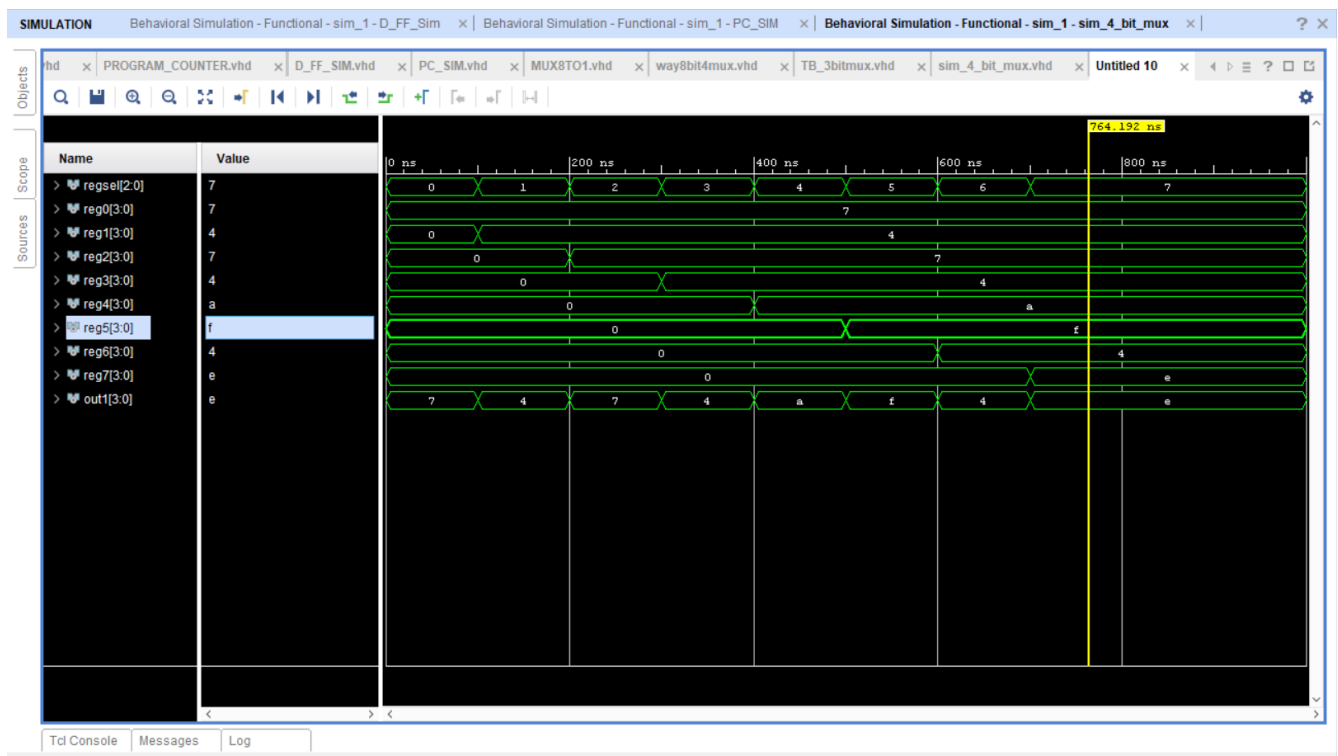 SIMULATION Behavioral Simulation - Functional - sim_1 - D_FF_Sim × Behavioral Simulation - Functional - sim_1 - PC_SIM × Behavioral Simulation - Functional - sim_1 - sim_4_bit_mux × ? ×
vhd × PROGRAM_COUNTER.vhd × D_FF_SIM.vhd × PC_SIM.vhd × MUX8TO1.vhd × way8bit4mux.vhd × TB_3bitmux.vhd × sim_4_bit_mux.vhd × Untitled 10 × ?
Objects
Scope
Sources
764.192 ns
Name Value 0 ns 200 ns 400 ns 600 ns 800 ns
regsel[2:0] 7 0 1 2 3 4 5 6 7
reg0[3:0] 7 7
reg1[3:0] 4 0 4
reg2[3:0] 7 0 7
reg3[3:0] 4 0 4
reg4[3:0] a 0 a
reg5[3:0] f 0 f
reg6[3:0] 4 0 4
reg7[3:0] e 0 e
out1[3:0] e 7 4 7 4 a f 4 e
Tcl Console Messages Log